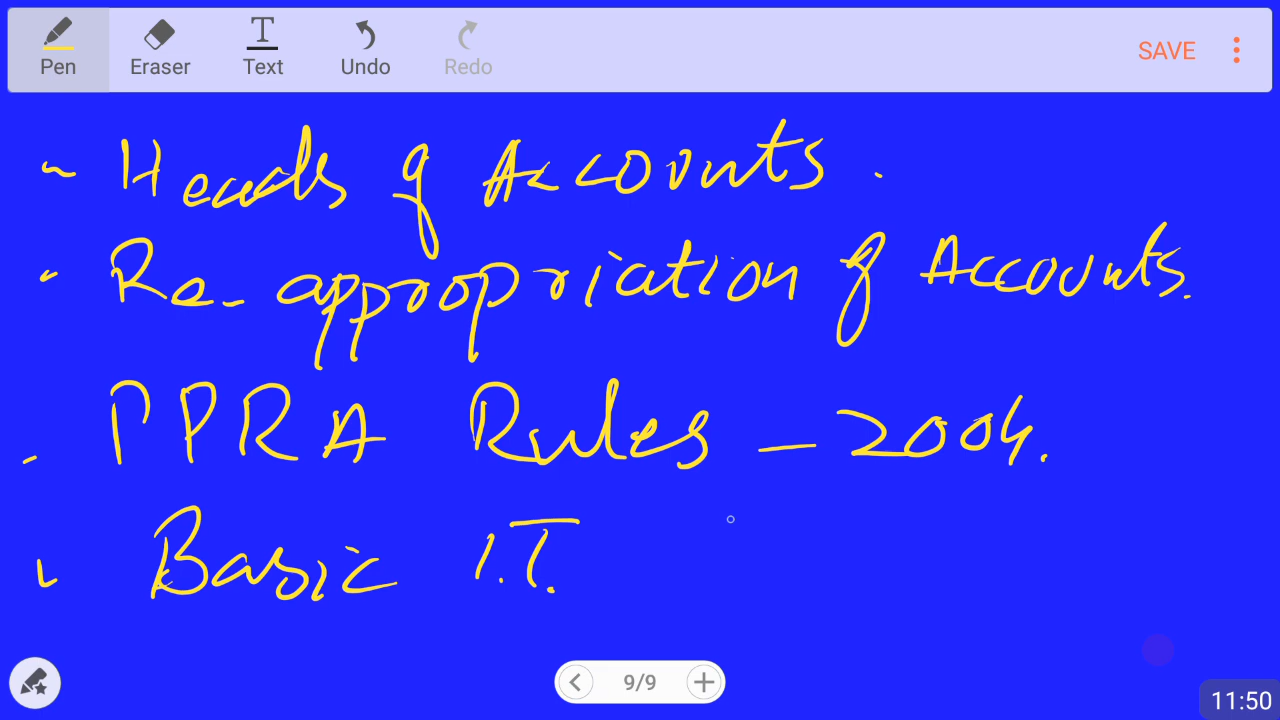 Pen Eraser Text Undo Redo SAVE
- Heads of Accounts.
- Re-appropriation of Accounts.
- PPRA Rules - 2004.
- Basic I.T.
9/9
11:50